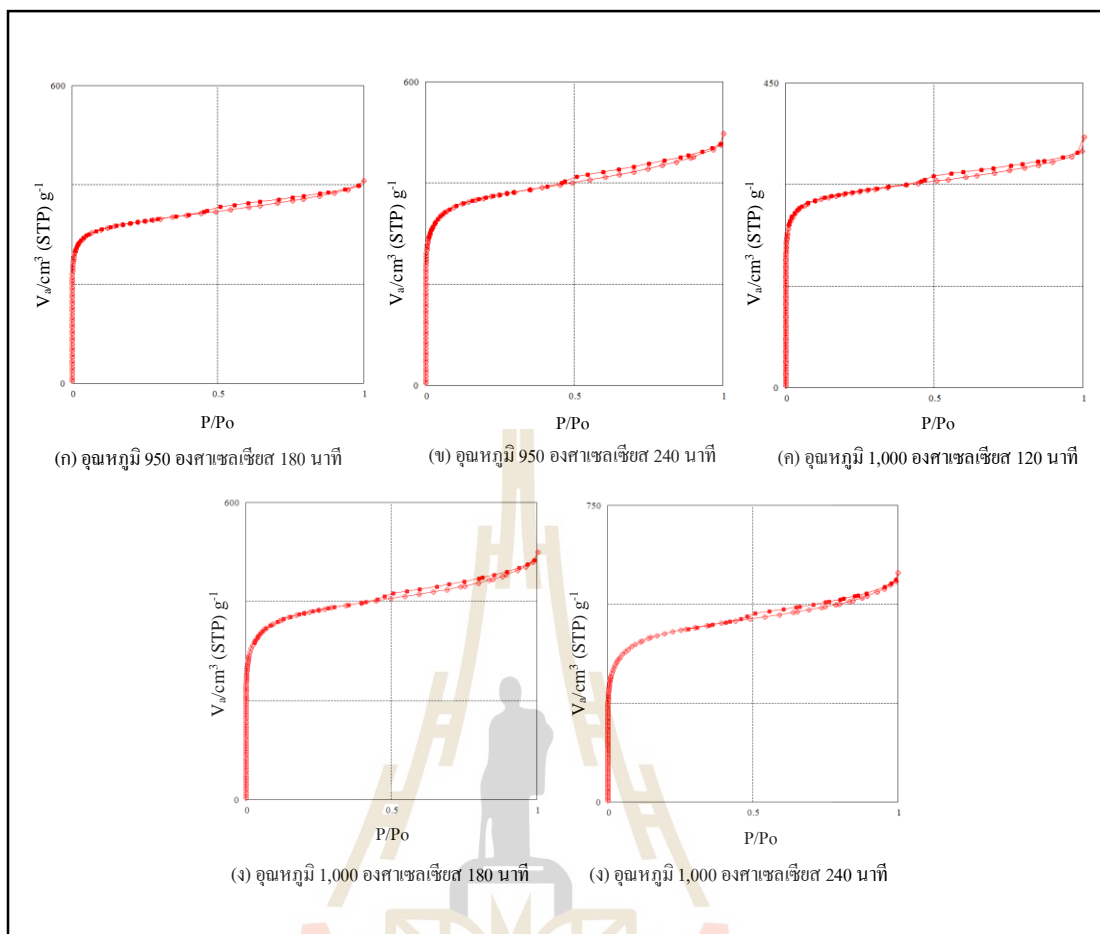 600
V_a/cm³ (STP) g⁻¹
0
0 0.5 1
P/Po
(ก) อุณหภูมิ 950 องศาเซลเซียส 180 นาที
600
V_a/cm³ (STP) g⁻¹
0
0 0.5 1
P/Po
(ข) อุณหภูมิ 950 องศาเซลเซียส 240 นาที
450
V_a/cm³ (STP) g⁻¹
0
0 0.5 1
P/Po
(ค) อุณหภูมิ 1,000 องศาเซลเซียส 120 นาที
600
V_a/cm³ (STP) g⁻¹
0
0 0.5 1
P/Po
(ง) อุณหภูมิ 1,000 องศาเซลเซียส 180 นาที
750
V_a/cm³ (STP) g⁻¹
0
0 0.5 1
P/Po
(ง) อุณหภูมิ 1,000 องศาเซลเซียส 240 นาที